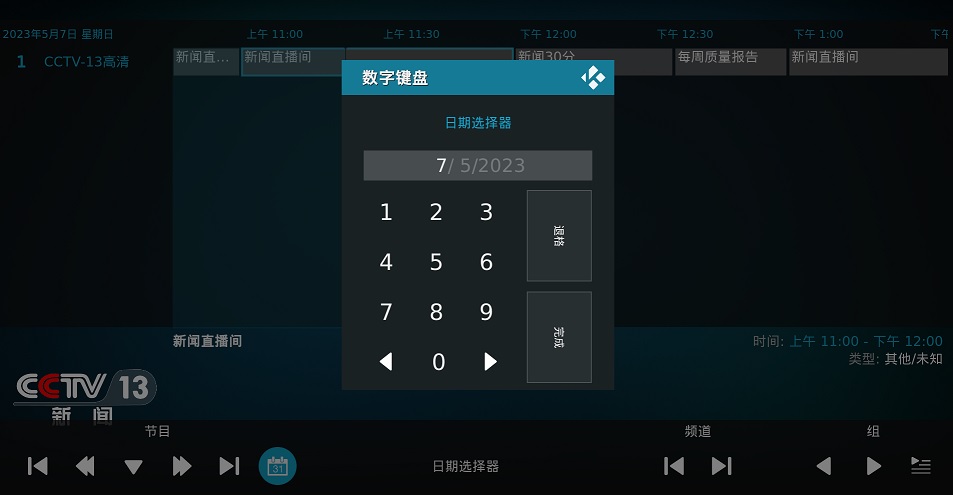 2023年5月7日 星期日 上午 11:00 上午 11:30 下午 12:00 下午 12:30 下午 1:00 下午
1 CCTV-13高清 新闻直... 新闻直播间 新闻30分 每周质量报告 新闻直播间
数字键盘
日期选择器
7/ 5/2023
1 2 3
退格
4 5 6
7 8 9
完成
0
新闻直播间
时间: 上午 11:00 - 下午 12:00
类型: 其他/未知
CCTV 13
新 闻
节目 频道 组
31
日期选择器